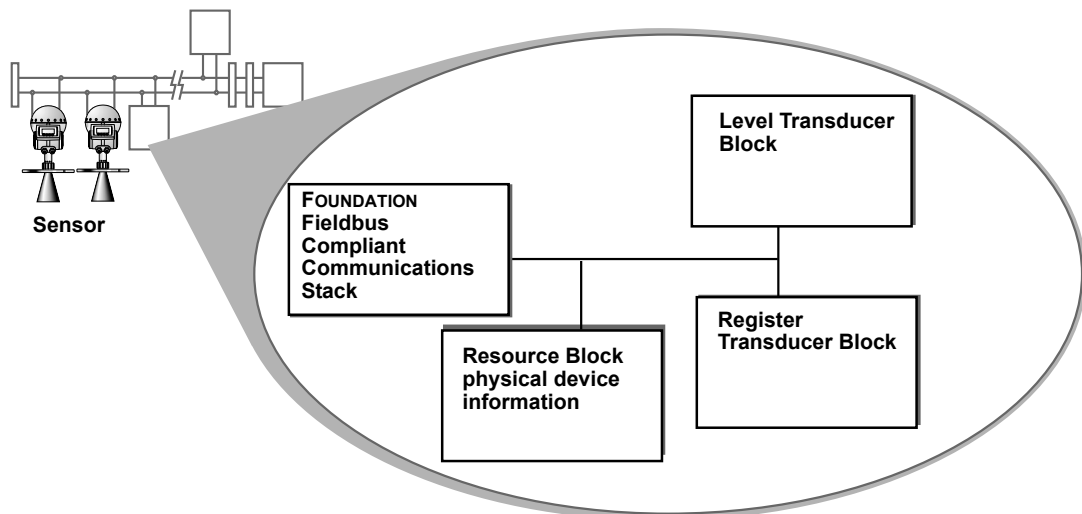 Sensor
FOUNDATION
Fieldbus
Compliant
Communications
Stack
Level Transducer
Block
Resource Block
physical device
information
Register
Transducer Block